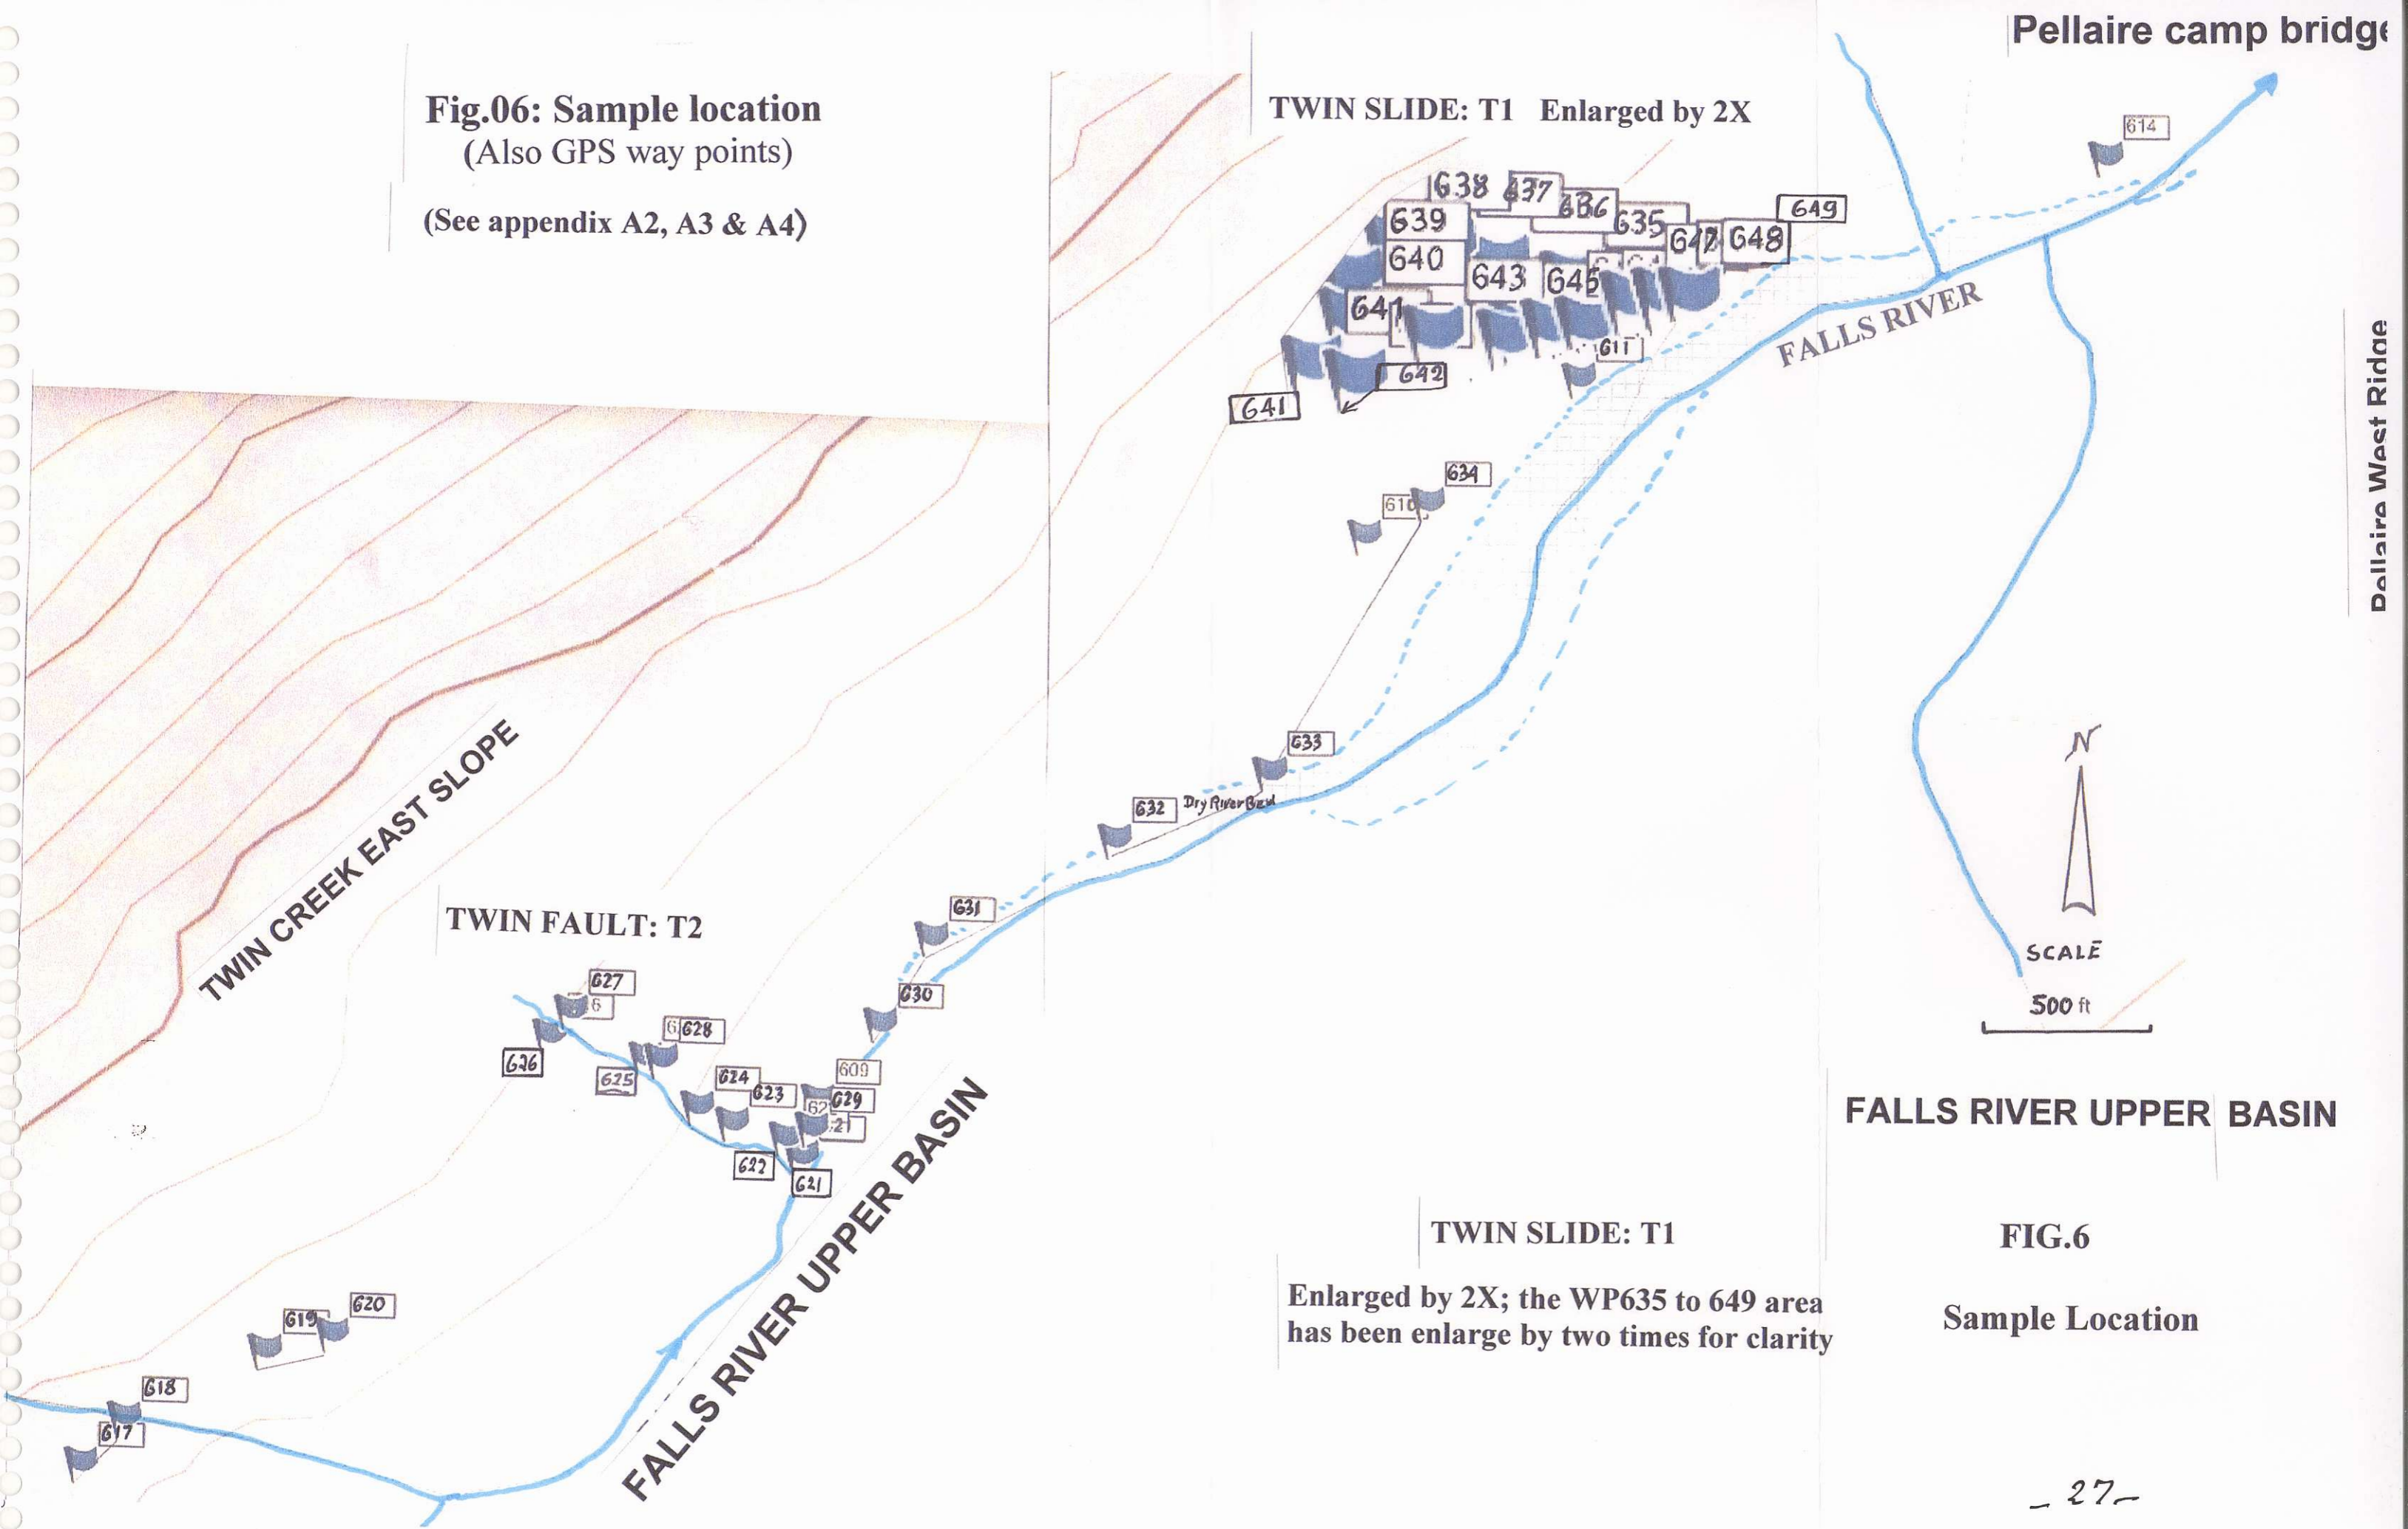 Pellaire camp bridge
Fig.06: Sample location
(Also GPS way points)
(See appendix A2, A3 & A4)
TWIN SLIDE: T1 Enlarged by 2X
614
638 637 636 635
639
649
647 648
640
643 645
641
611
642
641
FALLS RIVER
Pellaire West Ridge
634
610
633
632 Dry River Bed
631
630
N
SCALE
500 ft
TWIN CREEK EAST SLOPE
TWIN FAULT: T2
627
626
628
625
624
623
609
629
622
621
FALLS RIVER UPPER BASIN
FALLS RIVER UPPER BASIN
TWIN SLIDE: T1
Enlarged by 2X; the WP635 to 649 area
has been enlarge by two times for clarity
FIG.6
Sample Location
619
620
618
617
- 27 -